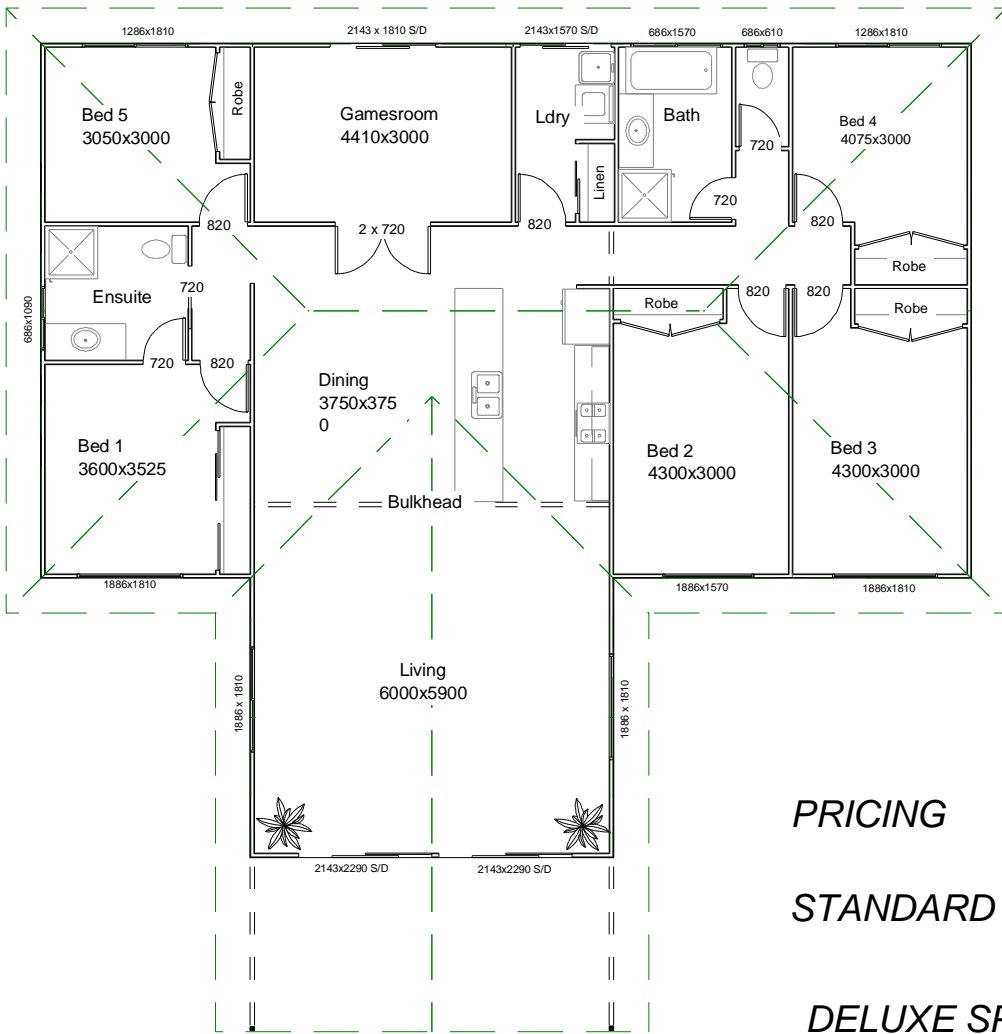 1286x1810
2143 x 1810 S/D
2143x1570 S/D
686x1570
686x610
1286x1810
Bed 5
3050x3000
Robe
Gamesroom
4410x3000
Ldry
Linen
Bath
720
720
Bed 4
4075x3000
820
2 x 720
820
820
Robe
Ensuite
720
686x1090
720
820
Robe
820
820
Robe
Dining
3750x375
0
Bed 1
3600x3525
Bed 2
4300x3000
Bed 3
4300x3000
Bulkhead
1886x1810
1886x1570
1886x1810
Living
6000x5900
1886 x 1810
1886 x 1810
2143x2290 S/D
2143x2290 S/D
PRICING
STANDARD
DELUXE